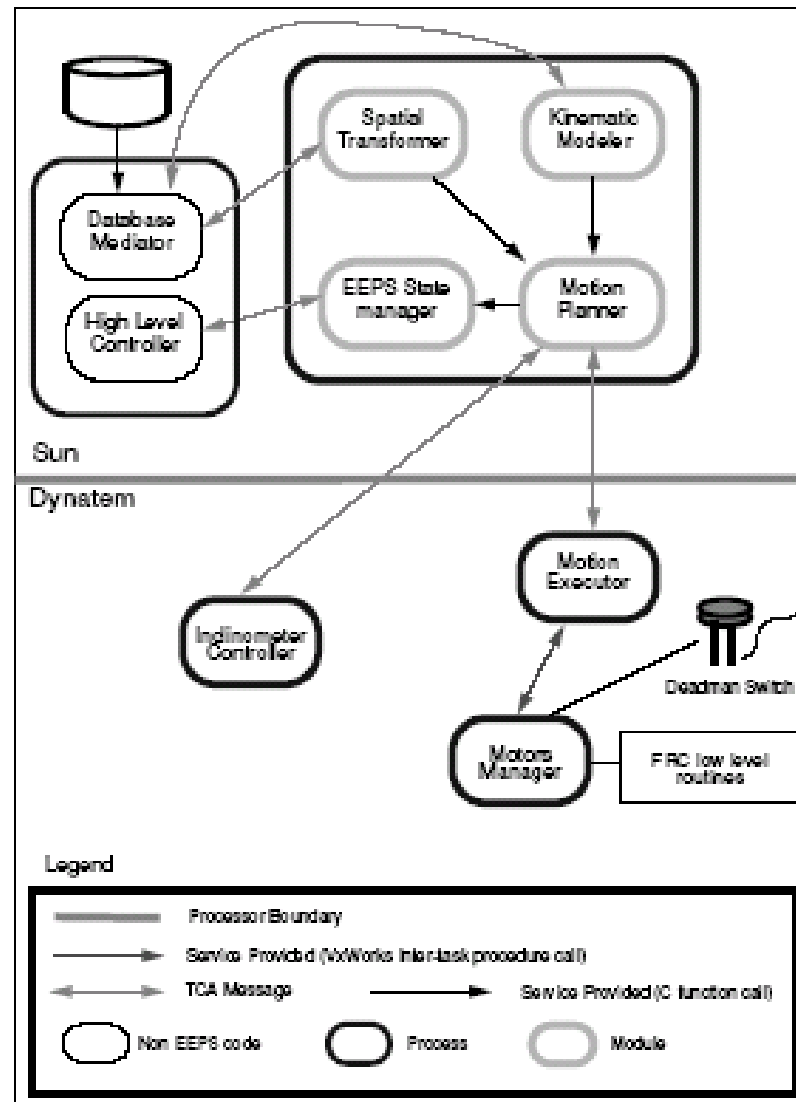 Spatial
Transformer
Kinematic
Modeler
Database
Mediator
EEPS State
manager
Motion
Planner
High Level
Controller
Sun
Dynatem
Motion
Executor
Inclinometer
Controller
Deadman Switch
Motors
Manager
FRC low level
routines
Legend
Processor Boundary
Service Provided (VxWorks inter-task procedure call)
TCA Message
Service Provided (C function call)
Non EEPS code
Process
Module